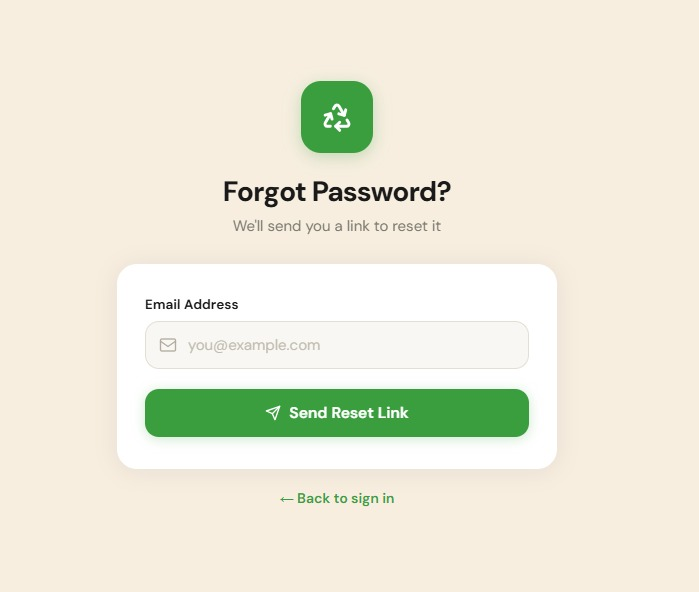 Forgot Password?
We'll send you a link to reset it
Email Address
you@example.com
Send Reset Link
← Back to sign in